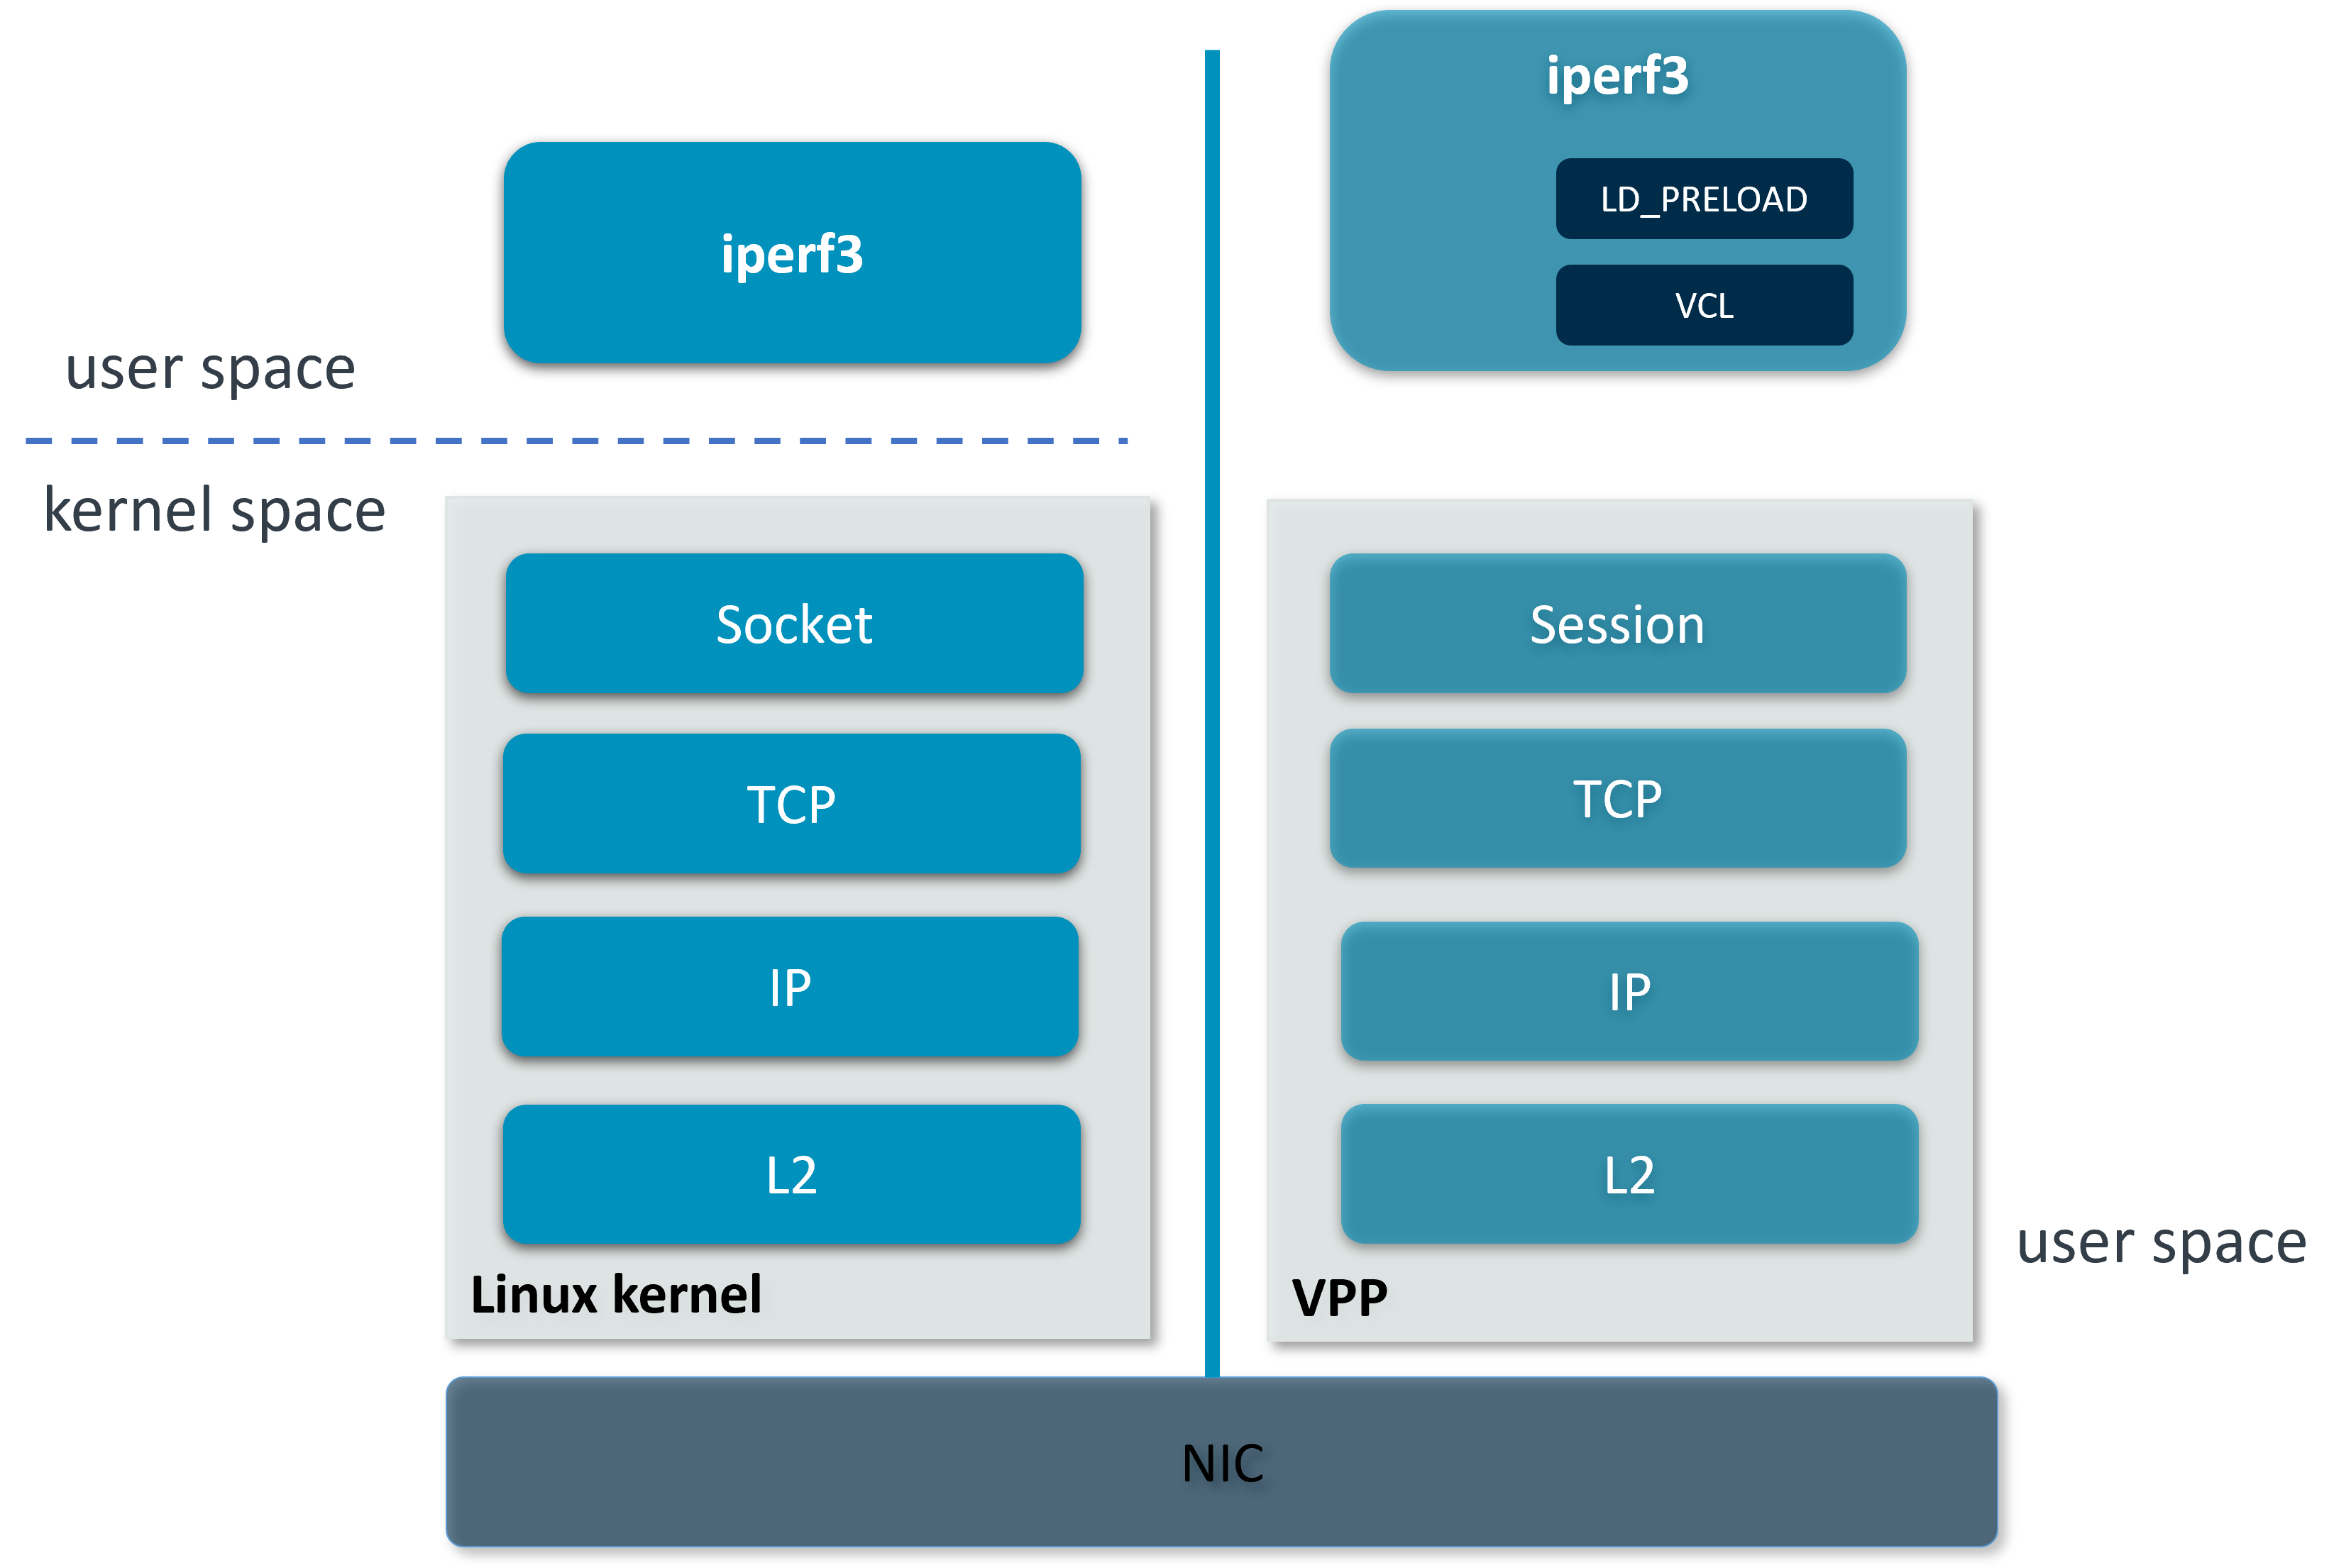 iperf3
user space
kernel space
Socket
TCP
IP
L2
Linux kernel
iperf3
LD_PRELOAD
VCL
Session
TCP
IP
L2
VPP
user space
NIC